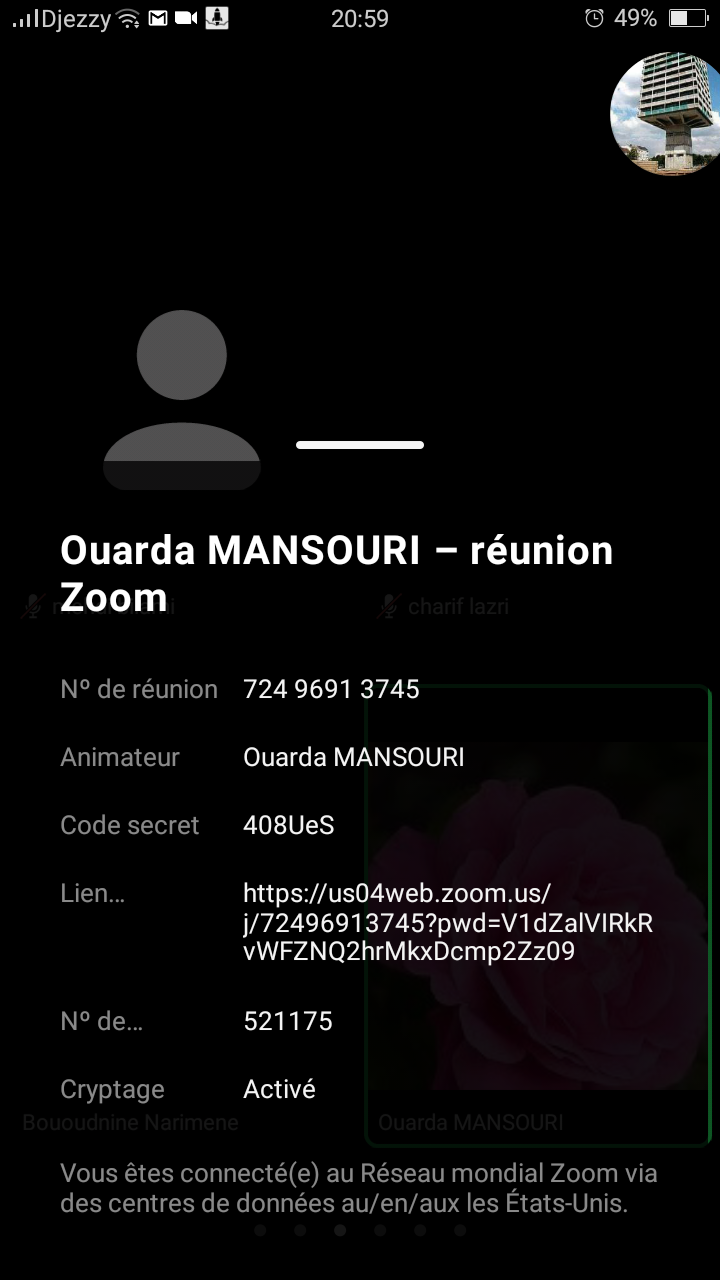 Djezzy 20:59 49%
Ouarda MANSOURI – réunion
Zoom
charif lazri
Nº de réunion 724 9691 3745
Animateur Ouarda MANSOURI
Code secret 408UeS
Lien... https://us04web.zoom.us/
j/72496913745?pwd=V1dZalVIRkR
vWFZNQ2hrMkxDcmp2Zz09
Nº de... 521175
Cryptage Activé
Bououdnine Narimene Ouarda MANSOURI
Vous êtes connecté(e) au Réseau mondial Zoom via
des centres de données au/en/aux les États-Unis.